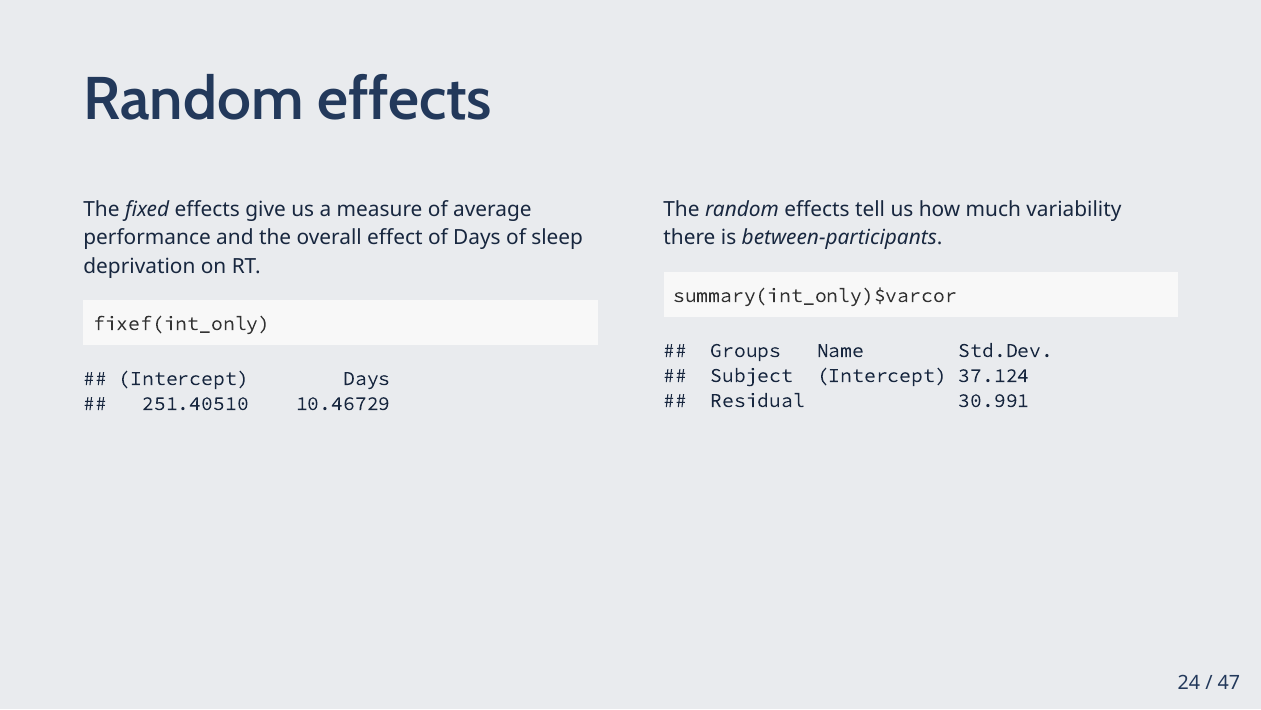 Random effects
The fixed effects give us a measure of average
performance and the overall effect of Days of sleep
deprivation on RT.
fixef(int_only)
## (Intercept)        Days
##   251.40510    10.46729
The random effects tell us how much variability
there is between-participants.
summary(int_only)$varcor
##  Groups   Name        Std.Dev.
##  Subject  (Intercept) 37.124
##  Residual             30.991
24 / 47